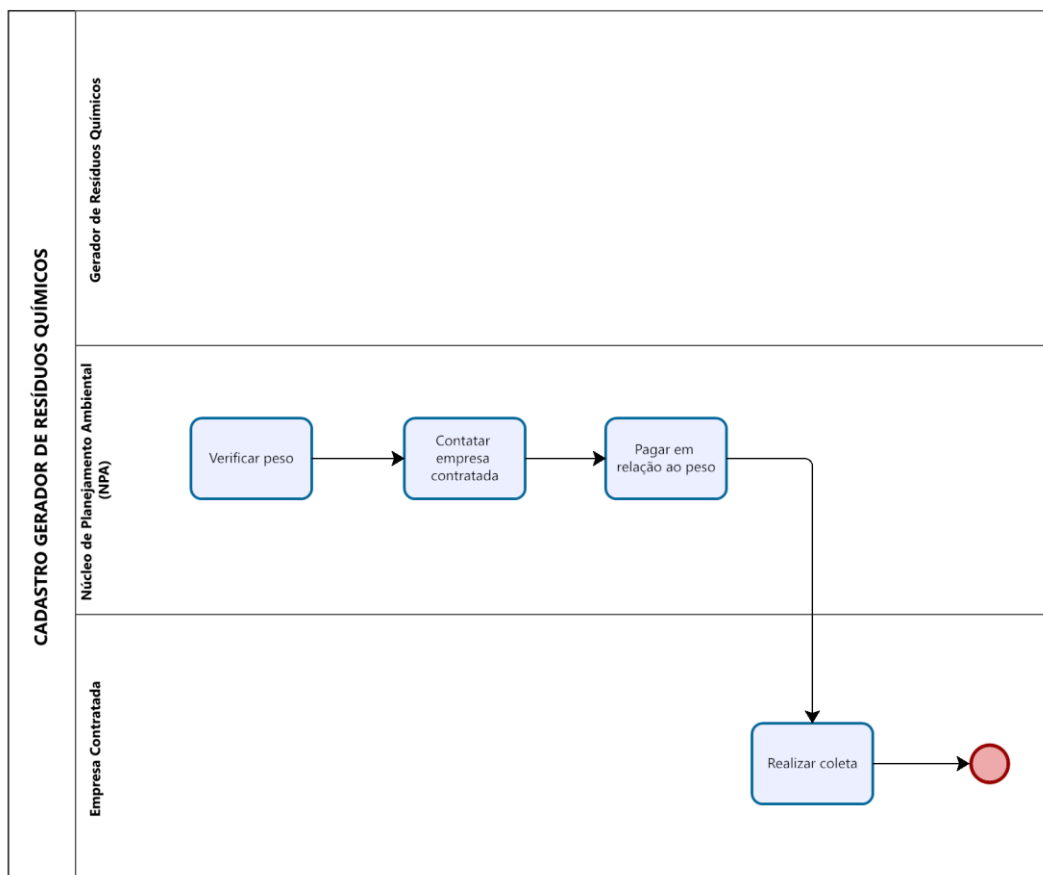 CADASTRO GERADOR DE RESÍDUOS QUÍMICOS
Gerador de Resíduos Químicos
Núcleo de Planejamento Ambiental
(NPA)
Verificar peso
Contatar
empresa
contratada
Pagar em
relação ao peso
Empresa Contratada
Realizar coleta